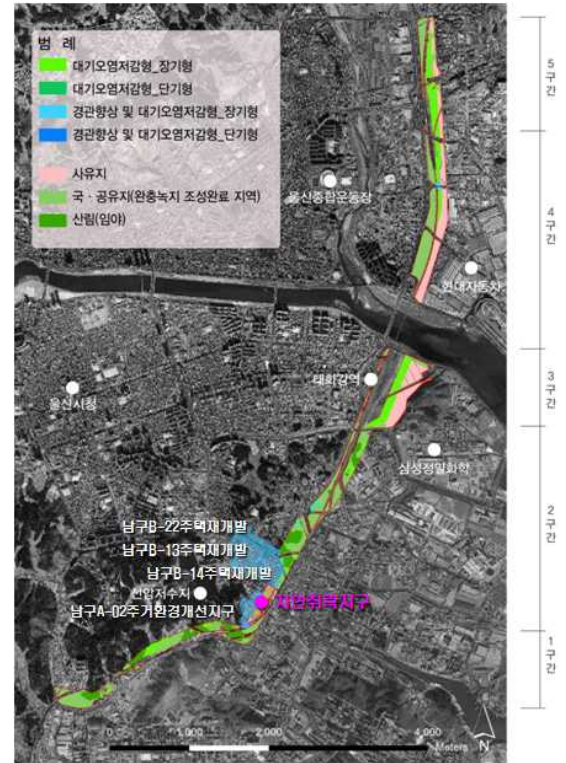 범 례
대기오염저감형_장기형
대기오염저감형_단기형
경관향상 및 대기오염저감형_장기형
경관향상 및 대기오염저감형_단기형
사유지
국·공유지(완충녹지 조성완료 지역)
산림(임야)
5구간
4구간
3구간
2구간
1구간
울산종합운동장
현대자동차
태화강역
울산시청
삼성정밀화학
남구B-22주택재개발
남구B-13주택재개발
남구B-14주택재개발
선암저수지
자연취락지구
남구A-02주거환경개선지구
0
2,000
4,000
Meters
N